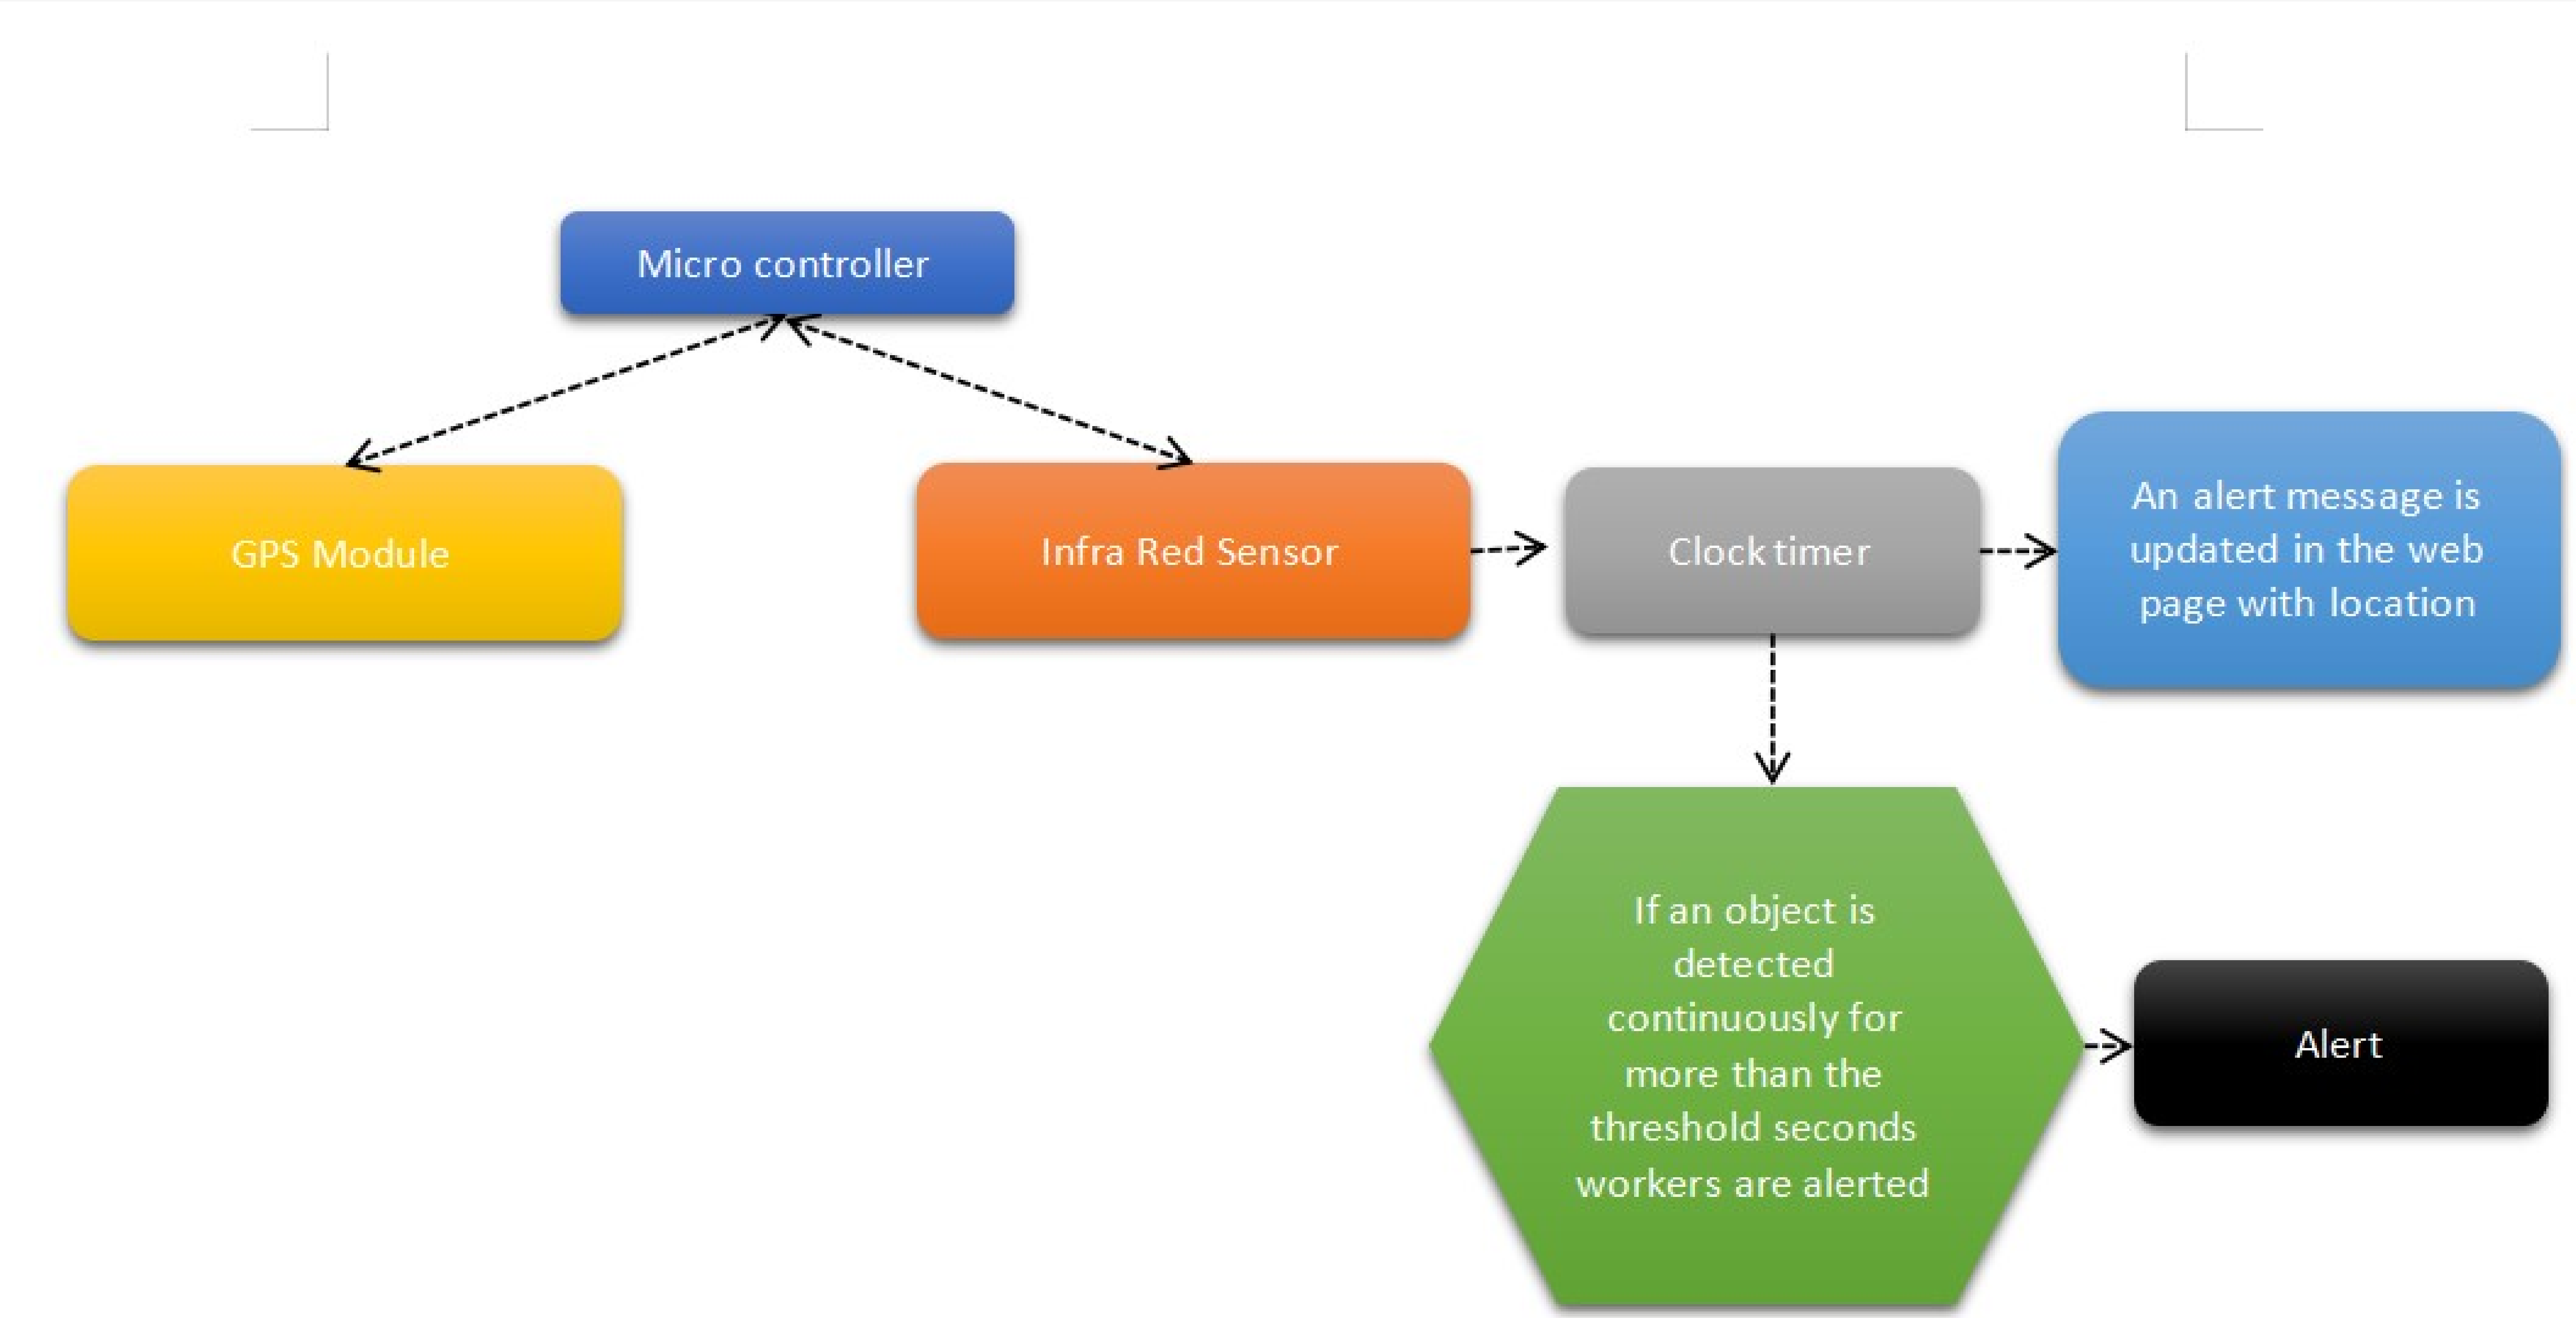 Micro controller
GPS Module
Infra Red Sensor
Clock timer
An alert message is
updated in the web
page with location
If an object is
detected
continuously for
more than the
threshold seconds
workers are alerted
Alert